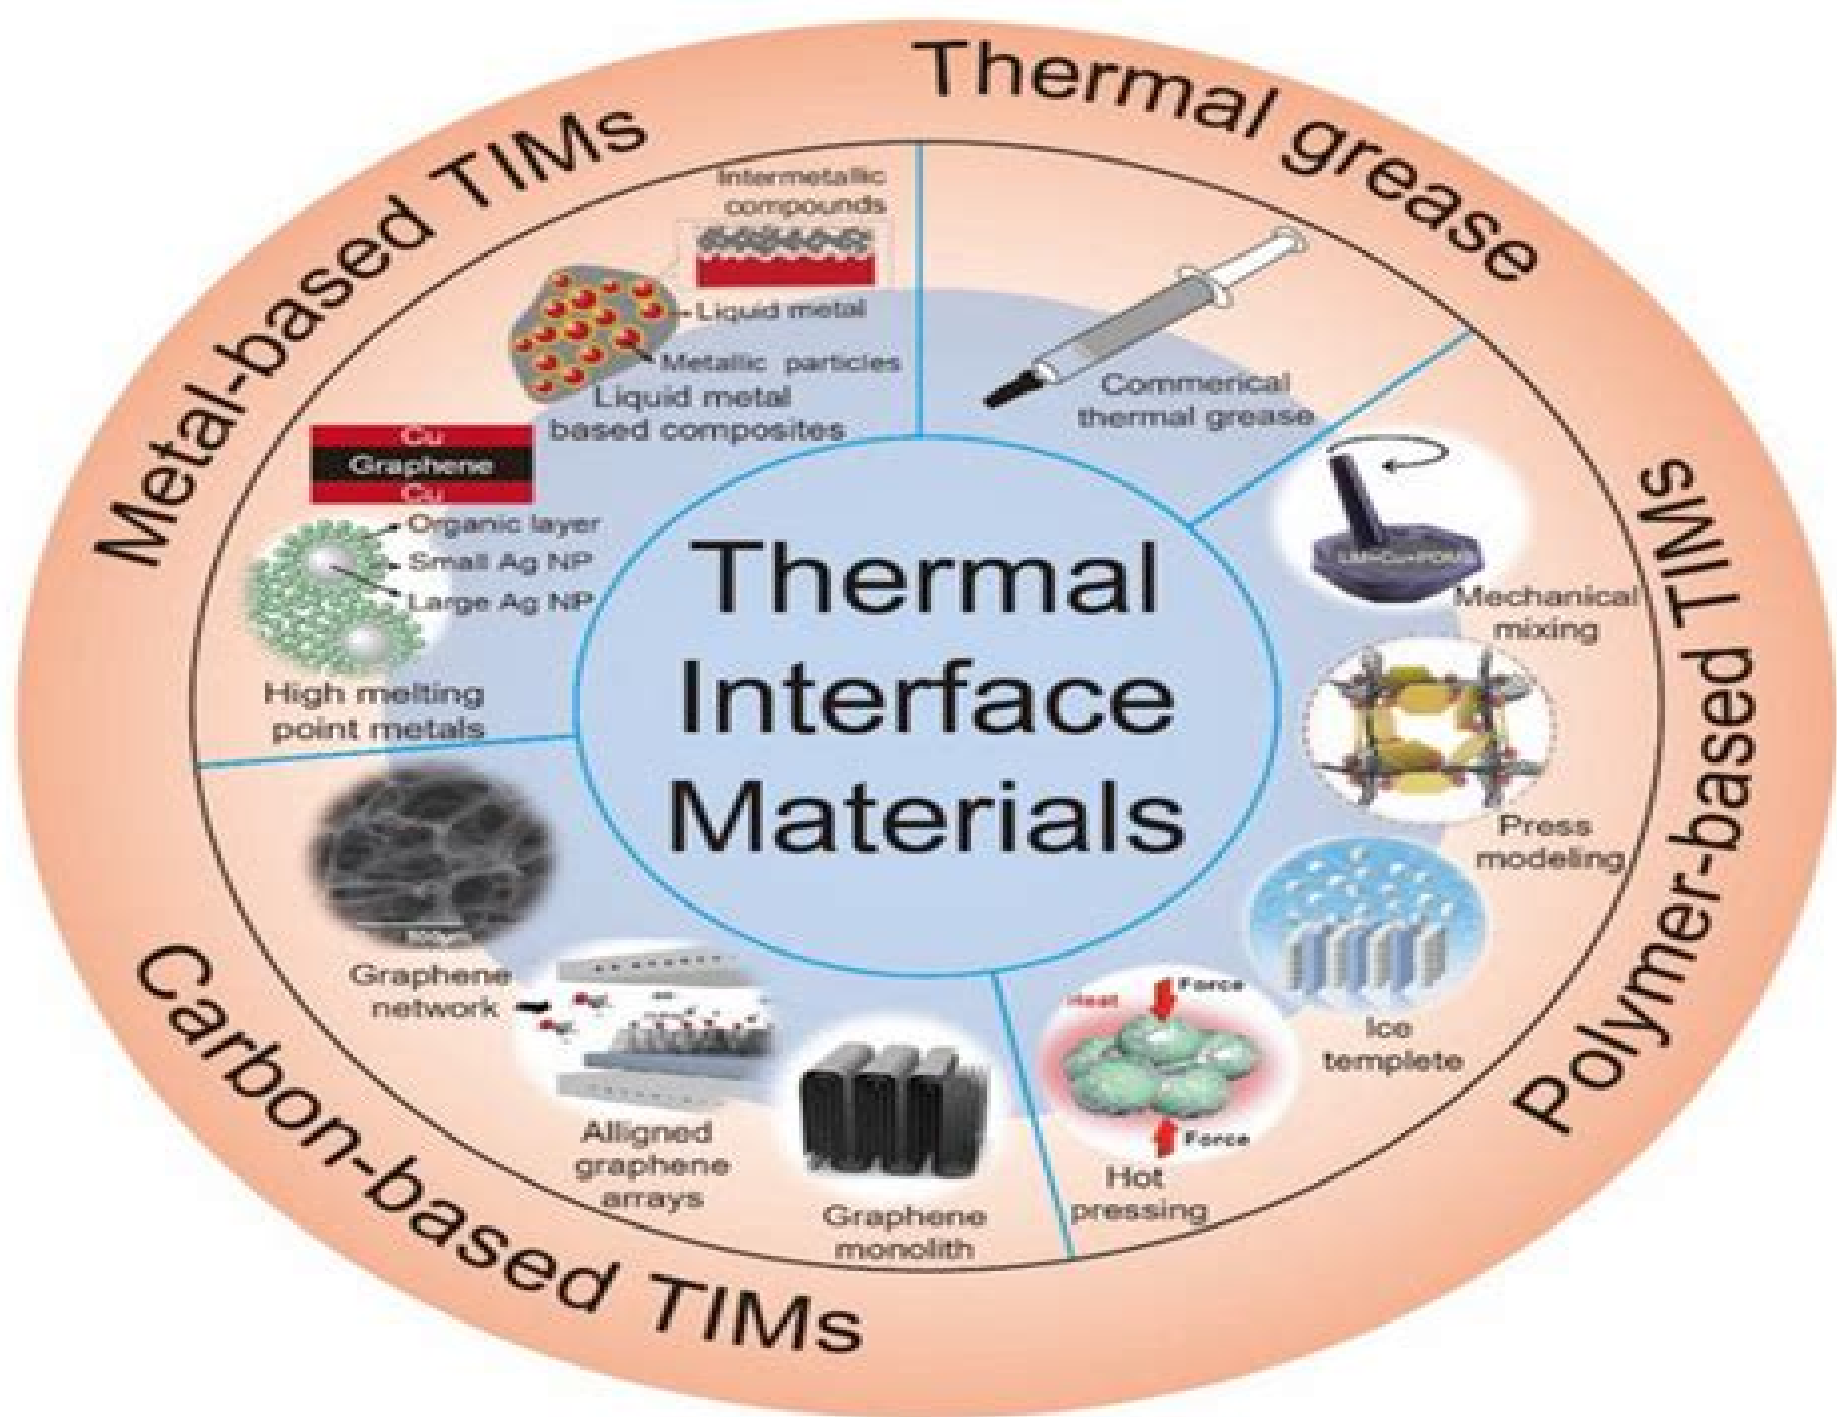 Thermal grease
Metal-based TIMs
Polymer-based TIMs
Carbon-based TIMs
Thermal
Interface
Materials
Intermetallic
compounds
Liquid metal
Metallic particles
Liquid metal
based composites
Cu
Graphene
Cu
Organic layer
Small Ag NP
Large Ag NP
High melting
point metals
Commerical
thermal grease
Mechanical
mixing
Press
modeling
Ice
templete
Heat
Force
Force
Hot
pressing
Graphene
network
Alligned
graphene
arrays
Graphene
monolith